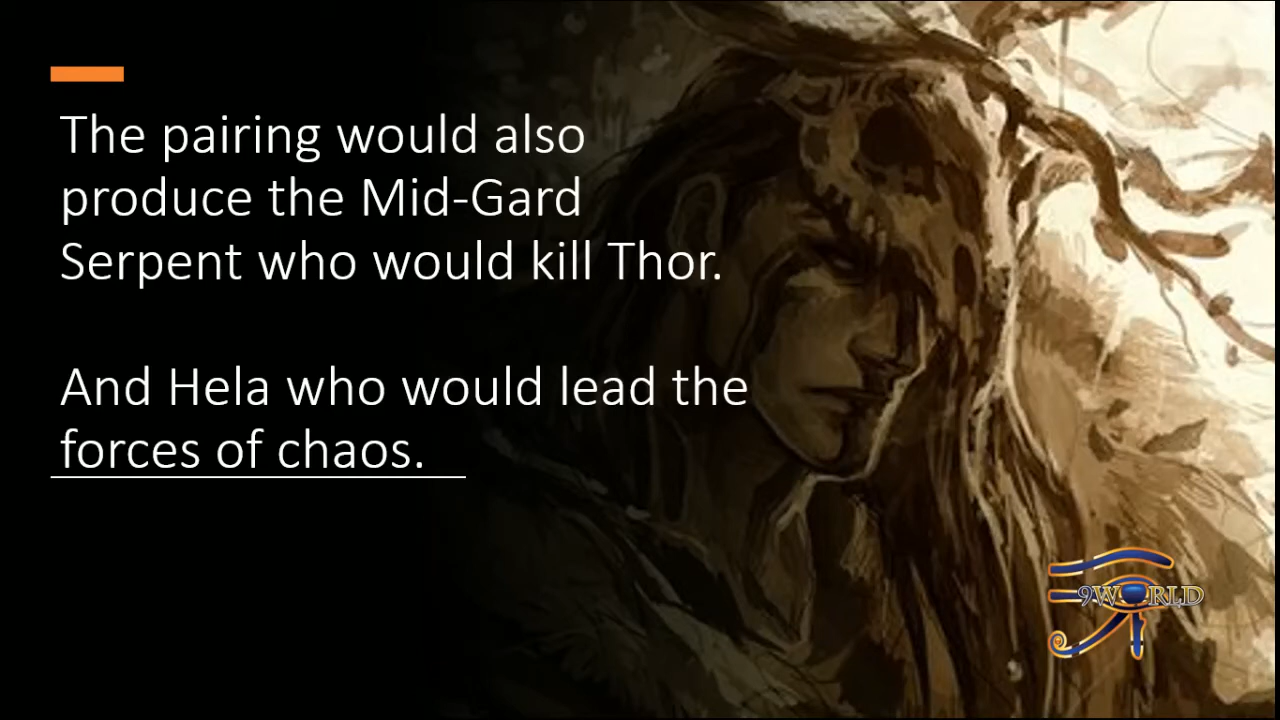 The pairing would also
produce the Mid-Gard
Serpent who would kill Thor.
And Hela who would lead the
forces of chaos.
9WORLD